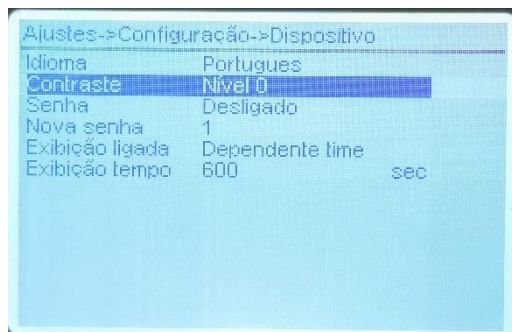 Ajustes->Configuração->Dispositivo
Idioma Portugues
Contraste Nível 0
Senha Desligado
Nova senha 1
Exibição ligada Dependente time
Exibição tempo 600 sec